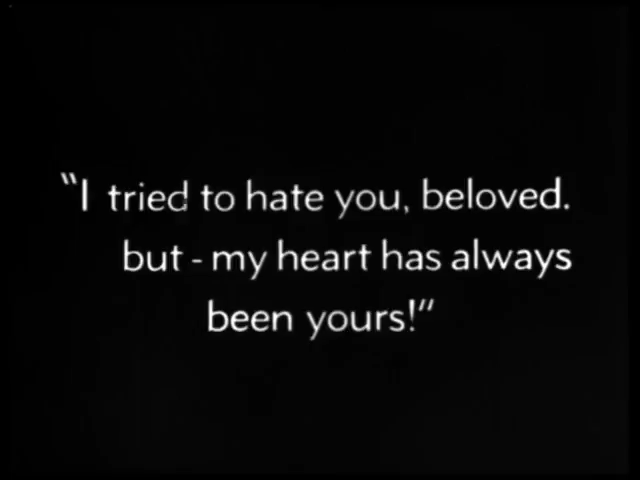 "I tried to hate you, beloved.
but - my heart has always
been yours!"